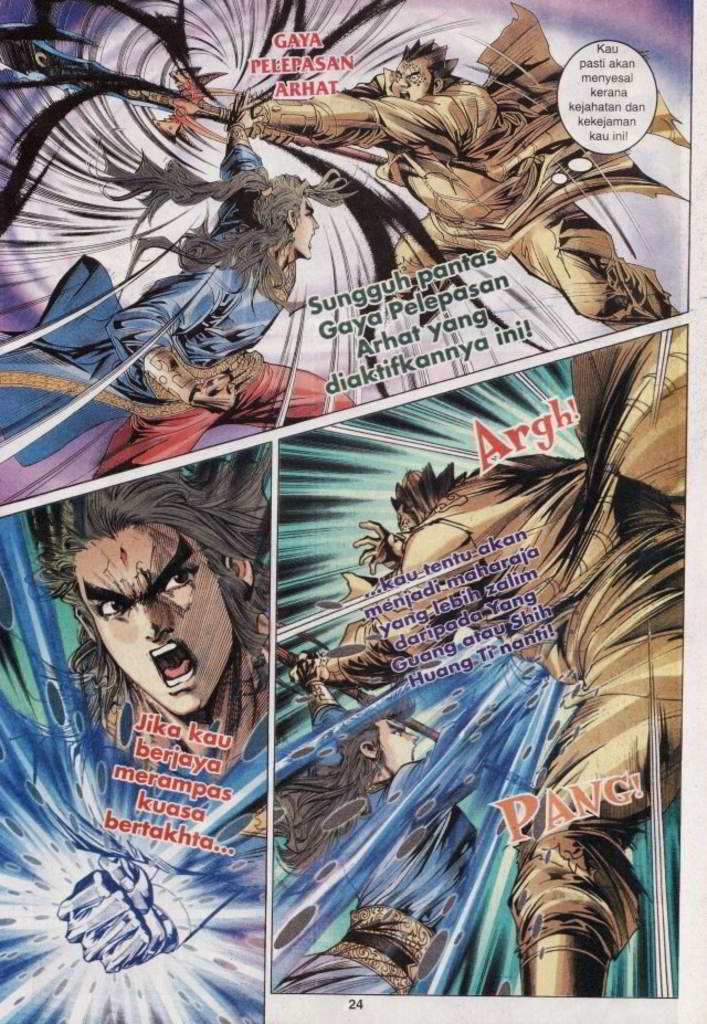 GAYA
PELEPASAN
ARHAT
Kau
pasti akan
menyesal
kerana
kejahatan dan
kekejaman
kau ini!
Sungguh pantas
Gaya Pelepasan
Arhat yang
diaktifkannya ini!
Jika kau
berjaya
merampas
kuasa
bertakhta...
Argh!
...kau tentu akan
menjadi maharaja
yang lebih zalim
daripada Yang
Guang atau Shih
Huang Ti nanti!
PANG!
24